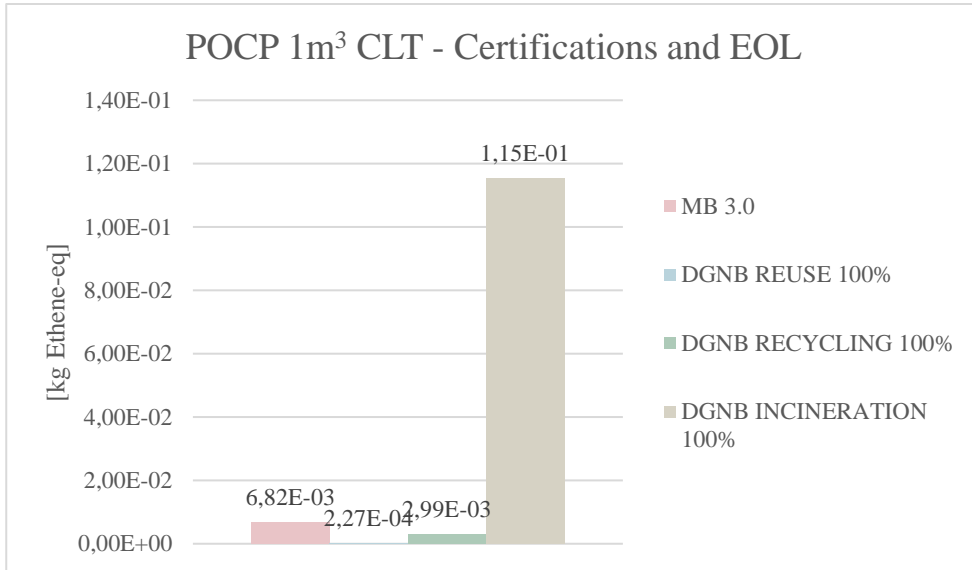 POCP 1m³ CLT - Certifications and EOL
[kg Ethene-eq]
1,40E-01
1,20E-01
1,00E-01
8,00E-02
6,00E-02
4,00E-02
2,00E-02
0,00E+00
6,82E-03
2,27E-04
2,99E-03
1,15E-01
MB 3.0
DGNB REUSE 100%
DGNB RECYCLING 100%
DGNB INCINERATION
100%